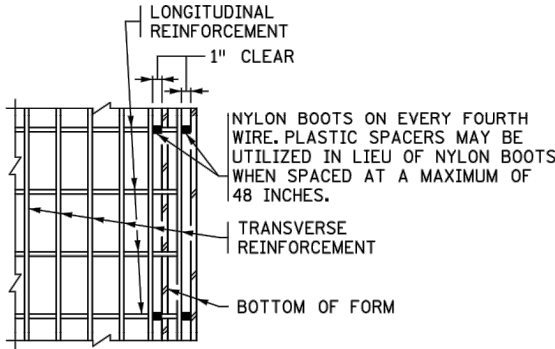 LONGITUDINAL
REINFORCEMENT
1" CLEAR
NYLON BOOTS ON EVERY FOURTH
WIRE. PLASTIC SPACERS MAY BE
UTILIZED IN LIEU OF NYLON BOOTS
WHEN SPACED AT A MAXIMUM OF
48 INCHES.
TRANSVERSE
REINFORCEMENT
BOTTOM OF FORM